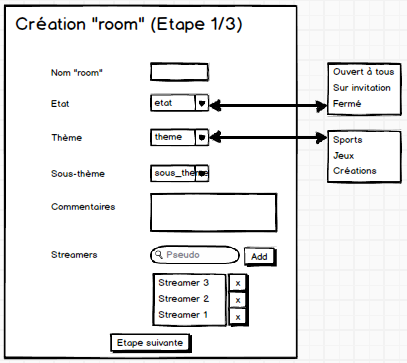 Création "room" (Etape 1/3)
Nom "room"
Etat
etat
Ouvert à tous
Sur invitation
Fermé
Thème
theme
Sports
Jeux
Créations
Sous-thème
sous_theme
Commentaires
Streamers
Pseudo
Add
Streamer 3
x
Streamer 2
x
Streamer 1
x
Etape suivante